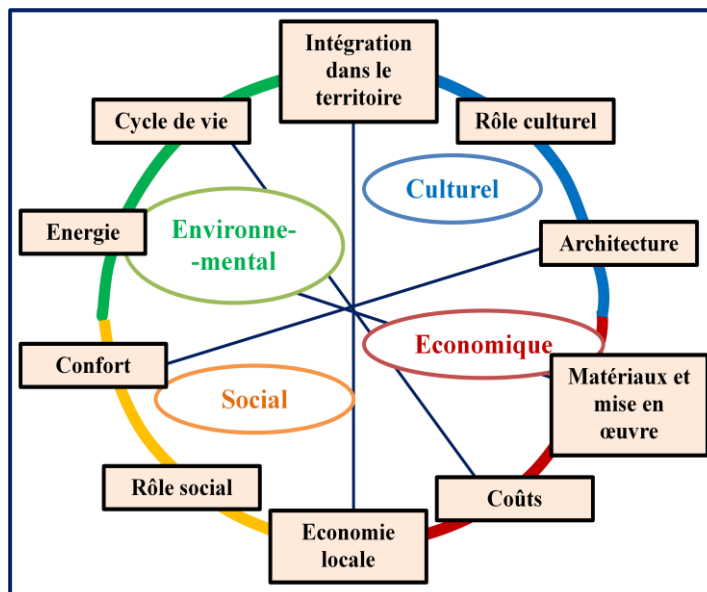 Intégration
dans le
territoire
Cycle de vie
Rôle culturel
Culturel
Energie
Environne-
-mental
Architecture
Confort
Economique
Social
Matériaux et
mise en
œuvre
Rôle social
Coûts
Economie
locale